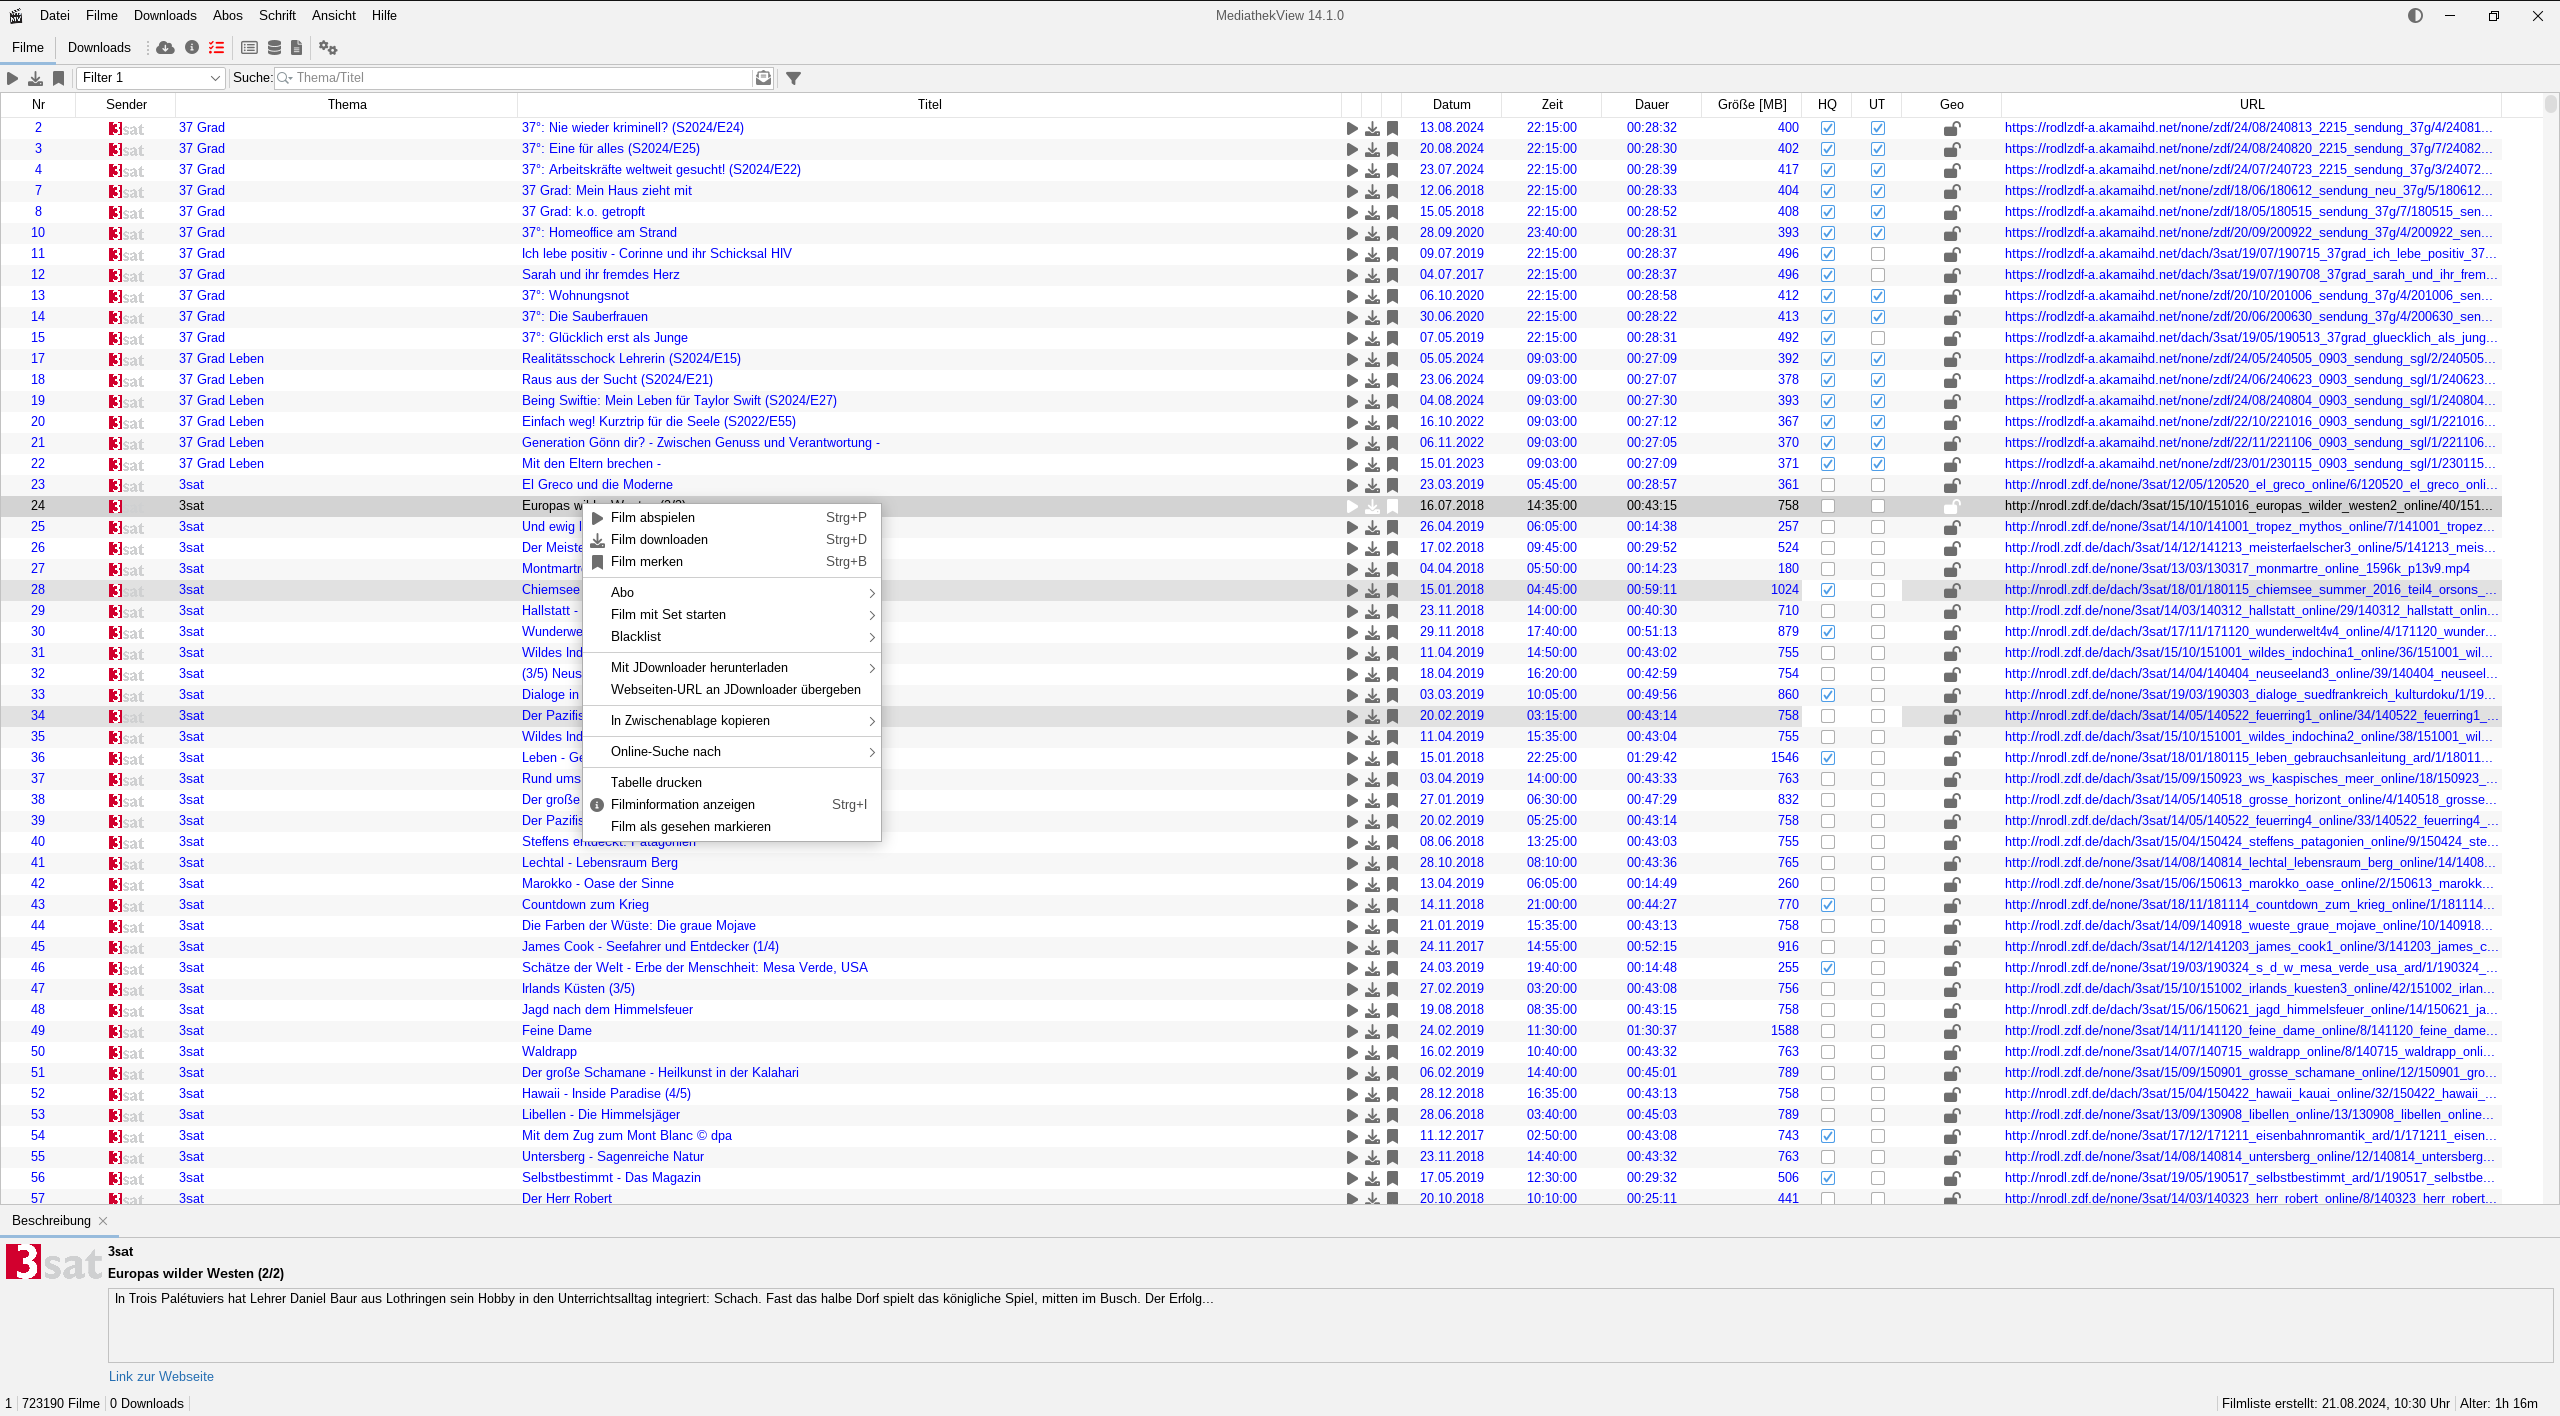 Datei Filme Downloads Abos Schrift Ansicht Hilfe MediathekView 14.1.0
Filme Downloads
Filter 1 Suche: Thema/Titel
Nr Sender Thema Titel Datum Zeit Dauer Größe [MB] HQ UT Geo URL
2 3sat 37 Grad 37°: Nie wieder kriminell? (S2024/E24) 13.08.2024 22:15:00 00:28:32 400 https://rodlzdf-a.akamaihd.net/none/zdf/24/08/240813_2215_sendung_37g/4/24081...
3 3sat 37 Grad 37°: Eine für alles (S2024/E25) 20.08.2024 22:15:00 00:28:30 402 https://rodlzdf-a.akamaihd.net/none/zdf/24/08/240820_2215_sendung_37g/7/24082...
4 3sat 37 Grad 37°: Arbeitskräfte weltweit gesucht! (S2024/E22) 23.07.2024 22:15:00 00:28:39 417 https://rodlzdf-a.akamaihd.net/none/zdf/24/07/240723_2215_sendung_37g/3/24072...
7 3sat 37 Grad 37 Grad: Mein Haus zieht mit 12.06.2018 22:15:00 00:28:33 404 https://rodlzdf-a.akamaihd.net/none/zdf/18/06/180612_sendung_neu_37g/5/180612...
8 3sat 37 Grad 37 Grad: k.o. getropft 15.05.2018 22:15:00 00:28:52 408 https://rodlzdf-a.akamaihd.net/none/zdf/18/05/180515_sendung_37g/7/180515_sen...
10 3sat 37 Grad 37°: Homeoffice am Strand 28.09.2020 23:40:00 00:28:31 393 https://rodlzdf-a.akamaihd.net/none/zdf/20/09/200922_sendung_37g/4/200922_sen...
11 3sat 37 Grad Ich lebe positiv - Corinne und ihr Schicksal HIV 09.07.2019 22:15:00 00:28:37 496 https://rodlzdf-a.akamaihd.net/dach/3sat/19/07/190715_37grad_ich_lebe_positiv_37...
12 3sat 37 Grad Sarah und ihr fremdes Herz 04.07.2017 22:15:00 00:28:37 496 https://rodlzdf-a.akamaihd.net/dach/3sat/19/07/190708_37grad_sarah_und_ihr_frem...
13 3sat 37 Grad 37°: Wohnungsnot 06.10.2020 22:15:00 00:28:58 412 https://rodlzdf-a.akamaihd.net/none/zdf/20/10/201006_sendung_37g/4/201006_sen...
14 3sat 37 Grad 37°: Die Sauberfrauen 30.06.2020 22:15:00 00:28:22 413 https://rodlzdf-a.akamaihd.net/none/zdf/20/06/200630_sendung_37g/4/200630_sen...
15 3sat 37 Grad 37°: Glücklich erst als Junge 07.05.2019 22:15:00 00:28:31 492 https://rodlzdf-a.akamaihd.net/dach/3sat/19/05/190513_37grad_gluecklich_als_jung...
17 3sat 37 Grad Leben Realitätsschock Lehrerin (S2024/E15) 05.05.2024 09:03:00 00:27:09 392 https://rodlzdf-a.akamaihd.net/none/zdf/24/05/240505_0903_sendung_sgl/2/240505...
18 3sat 37 Grad Leben Raus aus der Sucht (S2024/E21) 23.06.2024 09:03:00 00:27:07 378 https://rodlzdf-a.akamaihd.net/none/zdf/24/06/240623_0903_sendung_sgl/1/240623...
19 3sat 37 Grad Leben Being Swiftie: Mein Leben für Taylor Swift (S2024/E27) 04.08.2024 09:03:00 00:27:30 393 https://rodlzdf-a.akamaihd.net/none/zdf/24/08/240804_0903_sendung_sgl/1/240804...
20 3sat 37 Grad Leben Einfach weg! Kurztrip für die Seele (S2022/E55) 16.10.2022 09:03:00 00:27:12 367 https://rodlzdf-a.akamaihd.net/none/zdf/22/10/221016_0903_sendung_sgl/1/221016...
21 3sat 37 Grad Leben Generation Gönn dir? - Zwischen Genuss und Verantwortung - 06.11.2022 09:03:00 00:27:05 370 https://rodlzdf-a.akamaihd.net/none/zdf/22/11/221106_0903_sendung_sgl/1/221106...
22 3sat 37 Grad Leben Mit den Eltern brechen - 15.01.2023 09:03:00 00:27:09 371 https://rodlzdf-a.akamaihd.net/none/zdf/23/01/230115_0903_sendung_sgl/1/230115...
23 3sat 3sat El Greco und die Moderne 23.03.2019 05:45:00 00:28:57 361 http://nrodl.zdf.de/none/3sat/12/05/120520_el_greco_online/6/120520_el_greco_onli...
24 3sat Europas 16.07.2018 14:35:00 00:43:15 758 http://rodl.zdf.de/dach/3sat/15/10/151016_europas_wilder_westen2_online/40/151...
Film abspielen Strg+P
25 3sat 3sat Und ewig 26.04.2019 06:05:00 00:14:38 257 http://nrodl.zdf.de/none/3sat/14/10/141001_tropez_mythos_online/7/141001_tropez...
Film downloaden Strg+D
26 3sat 3sat Der Meiste 17.02.2018 09:45:00 00:29:52 524 http://rodl.zdf.de/dach/3sat/14/12/141213_meisterfaelscher3_online/5/141213_meis...
Film merken Strg+B
27 3sat 3sat Montmartr 04.04.2018 05:50:00 00:14:23 180 http://rodl.zdf.de/none/3sat/13/03/130317_monmartre_online_1596k_p13v9.mp4
28 3sat 3sat Chiemsee 15.01.2018 04:45:00 00:59:11 1024 http://rodl.zdf.de/dach/3sat/18/01/180115_chiemsee_summer_2016_teil4_orsons_...
Abo
29 3sat 3sat Hallstatt - 23.11.2018 14:00:00 00:40:30 710 http://rodl.zdf.de/none/3sat/14/03/140312_hallstatt_online/29/140312_hallstatt_onlin...
Film mit Set starten
30 3sat 3sat Wunderwe 29.11.2018 17:40:00 00:51:13 879 http://nrodl.zdf.de/dach/3sat/17/11/171120_wunderwelt4w4_online/4/171120_wunder...
Blacklist
31 3sat 3sat Wildes Ind 11.04.2019 14:50:00 00:43:02 755 http://rodl.zdf.de/dach/3sat/15/10/151001_wildes_indochina1_online/36/151001_wil...
Mit JDownloader herunterladen
32 3sat 3sat (3/5) Neus 18.04.2019 16:20:00 00:42:59 754 http://rodl.zdf.de/dach/3sat/14/04/140404_neuseeland3_online/39/140404_neuseel...
Webseiten-URL an JDownloader übergeben
33 3sat 3sat Dialoge in 03.03.2019 10:05:00 00:49:56 860 http://nrodl.zdf.de/dach/3sat/19/03/190303_dialoge_suedfrankreich_kulturdoku/1/19...
34 3sat 3sat Der Pazifis 20.02.2019 03:15:00 00:43:14 758 http://nrodl.zdf.de/dach/3sat/14/05/140522_feuerring1_online/34/140522_feuerring1_...
In Zwischenablage kopieren
35 3sat 3sat Wildes Ind 11.04.2019 15:35:00 00:43:04 755 http://rodl.zdf.de/dach/3sat/15/10/151001_wildes_indochina2_online/38/151001_wil...
Online-Suche nach
36 3sat 3sat Leben - Ge 15.01.2018 22:25:00 01:29:42 1546 http://rodl.zdf.de/none/3sat/18/01/180115_leben_gebrauchsanleitung_ard/1/18011...
37 3sat 3sat Rund ums 03.04.2019 14:00:00 00:43:33 763 http://rodl.zdf.de/dach/3sat/15/09/150923_ws_kaspisches_meer_online/18/150923_...
Tabelle drucken
38 3sat 3sat Der große 27.01.2019 06:30:00 00:47:29 832 http://rodl.zdf.de/dach/3sat/14/05/140518_grosse_horizont_online/4/140518_grosse...
Filminformation anzeigen Strg+I
39 3sat 3sat Der Pazifis 20.02.2019 05:25:00 00:43:14 758 http://nrodl.zdf.de/dach/3sat/14/05/140522_feuerring4_online/33/140522_feuerring4_...
Film als gesehen markieren
40 3sat 3sat Steffens entdeckt: Patagonien 08.06.2018 13:25:00 00:43:03 755 http://rodl.zdf.de/dach/3sat/15/04/150424_steffens_patagonien_online/9/150424_ste...
41 3sat 3sat Lechtal - Lebensraum Berg 28.10.2018 08:10:00 00:43:36 765 http://rodl.zdf.de/none/3sat/14/08/140814_lechtal_lebensraum_berg_online/14/1408...
42 3sat 3sat Marokko - Oase der Sinne 13.04.2019 06:05:00 00:14:49 260 http://rodl.zdf.de/none/3sat/15/06/150613_marokko_oase_online/2/150613_marokk...
43 3sat 3sat Countdown zum Krieg 14.11.2018 21:00:00 00:44:27 770 http://rodl.zdf.de/none/3sat/18/11/181114_countdown_zum_krieg_online/1/181114...
44 3sat 3sat Die Farben der Wüste: Die graue Mojave 21.01.2019 15:35:00 00:43:13 758 http://rodl.zdf.de/dach/3sat/14/09/140918_wueste_graue_mojave_online/10/140918...
45 3sat 3sat James Cook - Seefahrer und Entdecker (1/4) 24.11.2017 14:55:00 00:52:15 916 http://nrodl.zdf.de/dach/3sat/14/12/141203_james_cook1_online/3/141203_james_c...
46 3sat 3sat Schätze der Welt - Erbe der Menschheit: Mesa Verde, USA 24.03.2019 19:40:00 00:14:48 255 http://nrodl.zdf.de/none/3sat/19/03/190324_s_d_w_mesa_verde_usa_ard/1/190324_...
47 3sat 3sat Irlands Küsten (3/5) 27.02.2019 03:20:00 00:43:08 756 http://rodl.zdf.de/dach/3sat/15/10/151002_irlands_kuesten3_online/42/151002_irlan...
48 3sat 3sat Jagd nach dem Himmelsfeuer 19.08.2018 08:35:00 00:43:15 758 http://rodl.zdf.de/dach/3sat/15/06/150621_jagd_himmelsfeuer_online/14/150621_ja...
49 3sat 3sat Feine Dame 24.02.2019 11:30:00 01:30:37 1588 http://rodl.zdf.de/none/3sat/14/11/141120_feine_dame_online/8/141120_feine_dame...
50 3sat 3sat Waldrapp 16.02.2019 10:40:00 00:43:32 763 http://rodl.zdf.de/none/3sat/14/07/140715_waldrapp_online/8/140715_waldrapp_onli...
51 3sat 3sat Der große Schamane - Heilkunst in der Kalahari 06.02.2019 14:40:00 00:45:01 789 http://rodl.zdf.de/none/3sat/15/09/150901_grosse_schamane_online/12/150901_gro...
52 3sat 3sat Hawaii - Inside Paradise (4/5) 28.12.2018 16:35:00 00:43:13 758 http://rodl.zdf.de/dach/3sat/15/04/150422_hawaii_kauai_online/32/150422_hawaii_...
53 3sat 3sat Libellen - Die Himmelsjäger 28.06.2018 03:40:00 00:45:03 789 http://rodl.zdf.de/none/3sat/13/09/130908_libellen_online/13/130908_libellen_online...
54 3sat 3sat Mit dem Zug zum Mont Blanc © dpa 11.12.2017 02:50:00 00:43:08 743 http://nrodl.zdf.de/none/3sat/17/12/171211_eisenbahnromantik_ard/1/171211_eisen...
55 3sat 3sat Untersberg - Sagenreiche Natur 23.11.2018 14:40:00 00:43:32 763 http://rodl.zdf.de/none/3sat/14/08/140814_untersberg_online/12/140814_untersberg...
56 3sat 3sat Selbstbestimmt - Das Magazin 17.05.2019 12:30:00 00:29:32 506 http://nrodl.zdf.de/none/3sat/19/05/190517_selbstbestimmt_ard/1/190517_selbstbe...
57 3sat 3sat Der Herr Robert 20.10.2018 10:10:00 00:25:11 441 http://nrodl.zdf.de/none/3sat/14/03/140323_herr_robert_online/8/140323_herr_robert...
Beschreibung
3sat 3sat
Europas wilder Westen (2/2)
In Trois Palétuviers hat Lehrer Daniel Baur aus Lothringen sein Hobby in den Unterrichtsalltag integriert: Schach. Fast das halbe Dorf spielt das königliche Spiel, mitten im Busch. Der Erfolg...
Link zur Webseite
1 723190 Filme 0 Downloads Filmliste erstellt: 21.08.2024, 10:30 Uhr Alter: 1h 16m